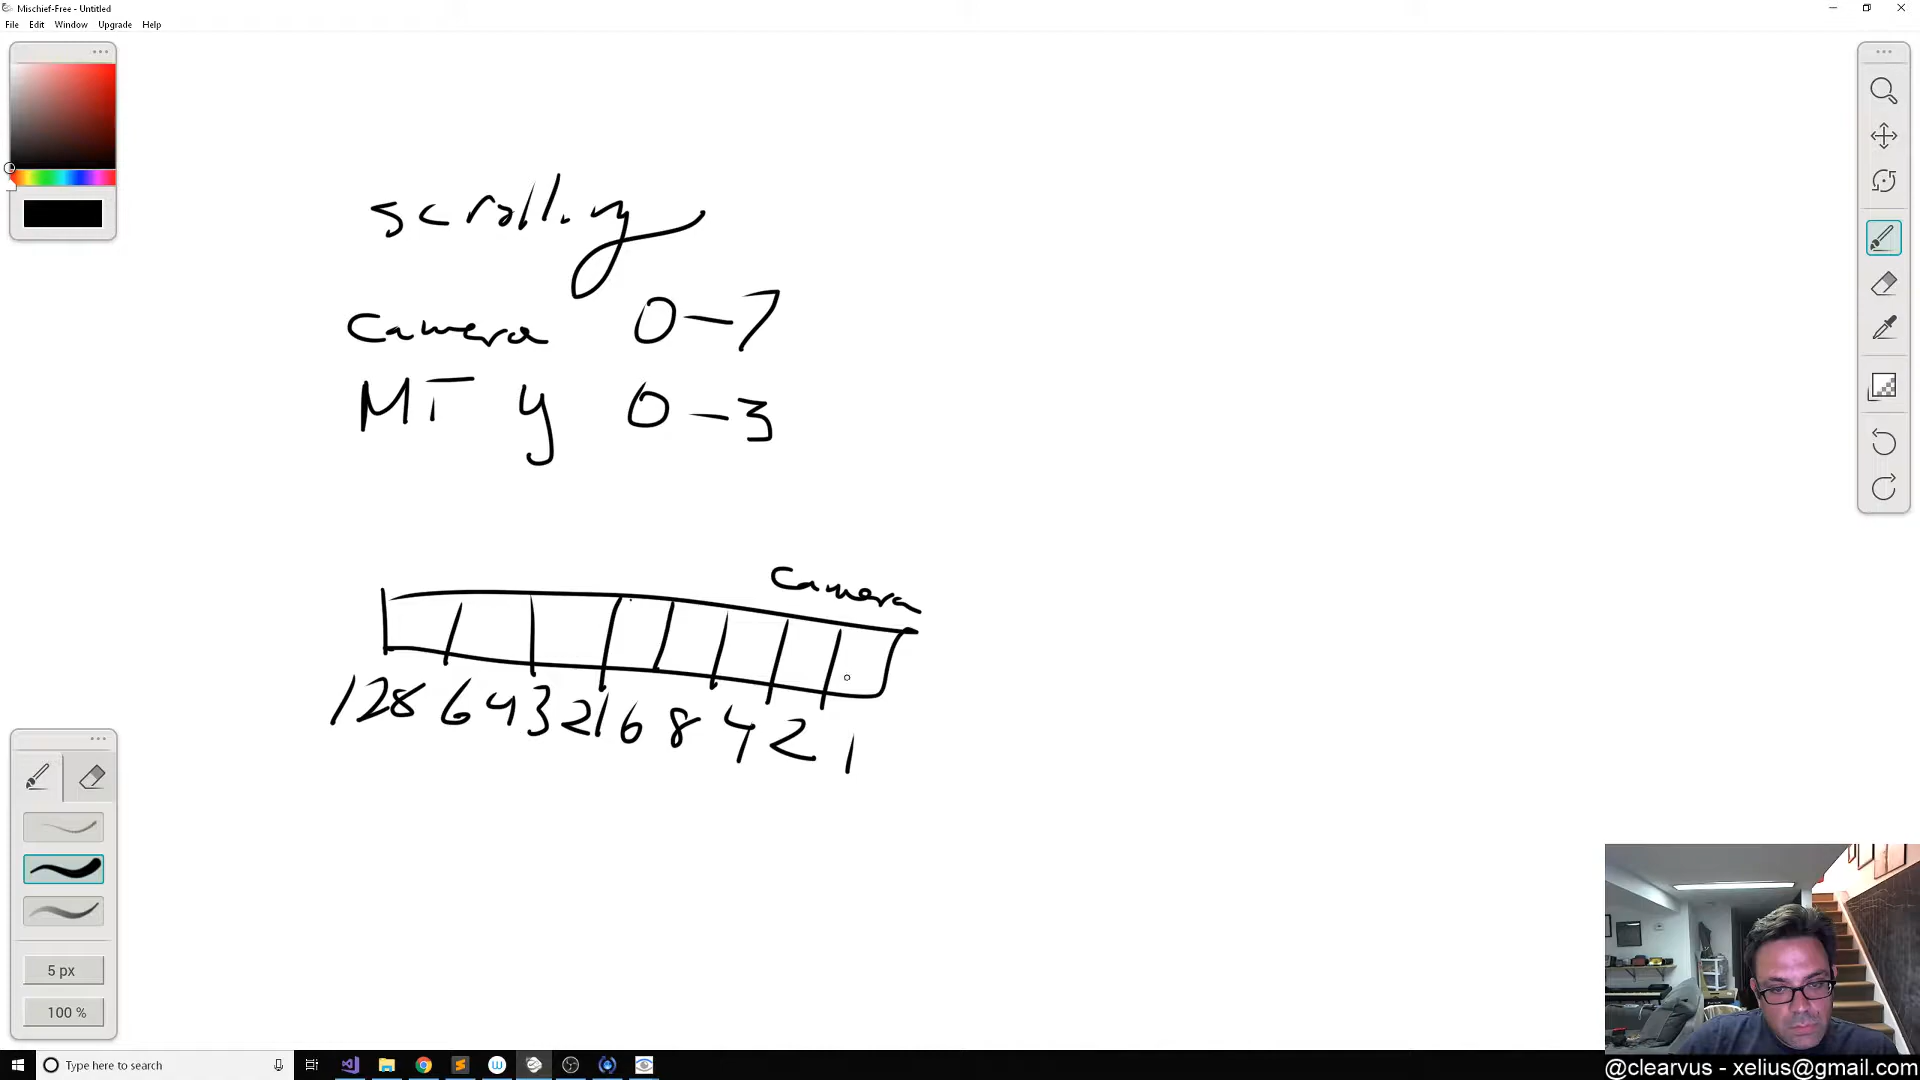 Mischief-Free - Untitled
File Edit Window Upgrade Help
scrolling
camera 0-7
MT y 0-3
camera
128 64 32 16 8 4 2 1
5 px
100 %
Type here to search
@clearvus - xelius@gmail.com